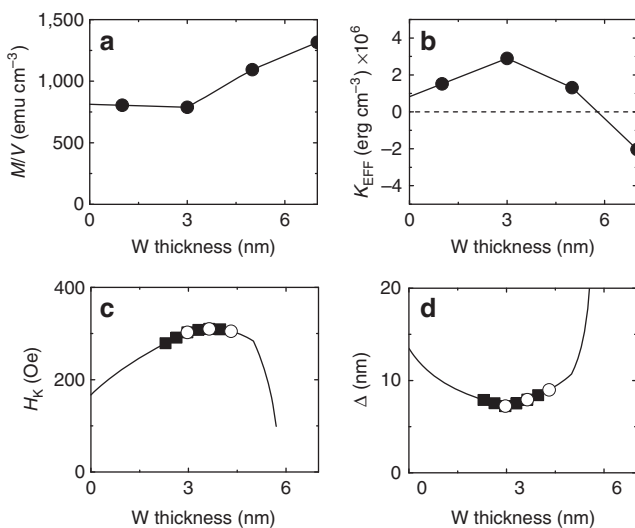 a
1,500
1,000
500
0
M/V (emu cm⁻³)
0 3 6
W thickness (nm)
b
4
2
0
−2
−4
K_EFF (erg cm⁻³) ×10⁶
0 3 6
W thickness (nm)
c
400
200
0
H_K (Oe)
0 3 6
W thickness (nm)
d
20
10
0
Δ (nm)
0 3 6
W thickness (nm)